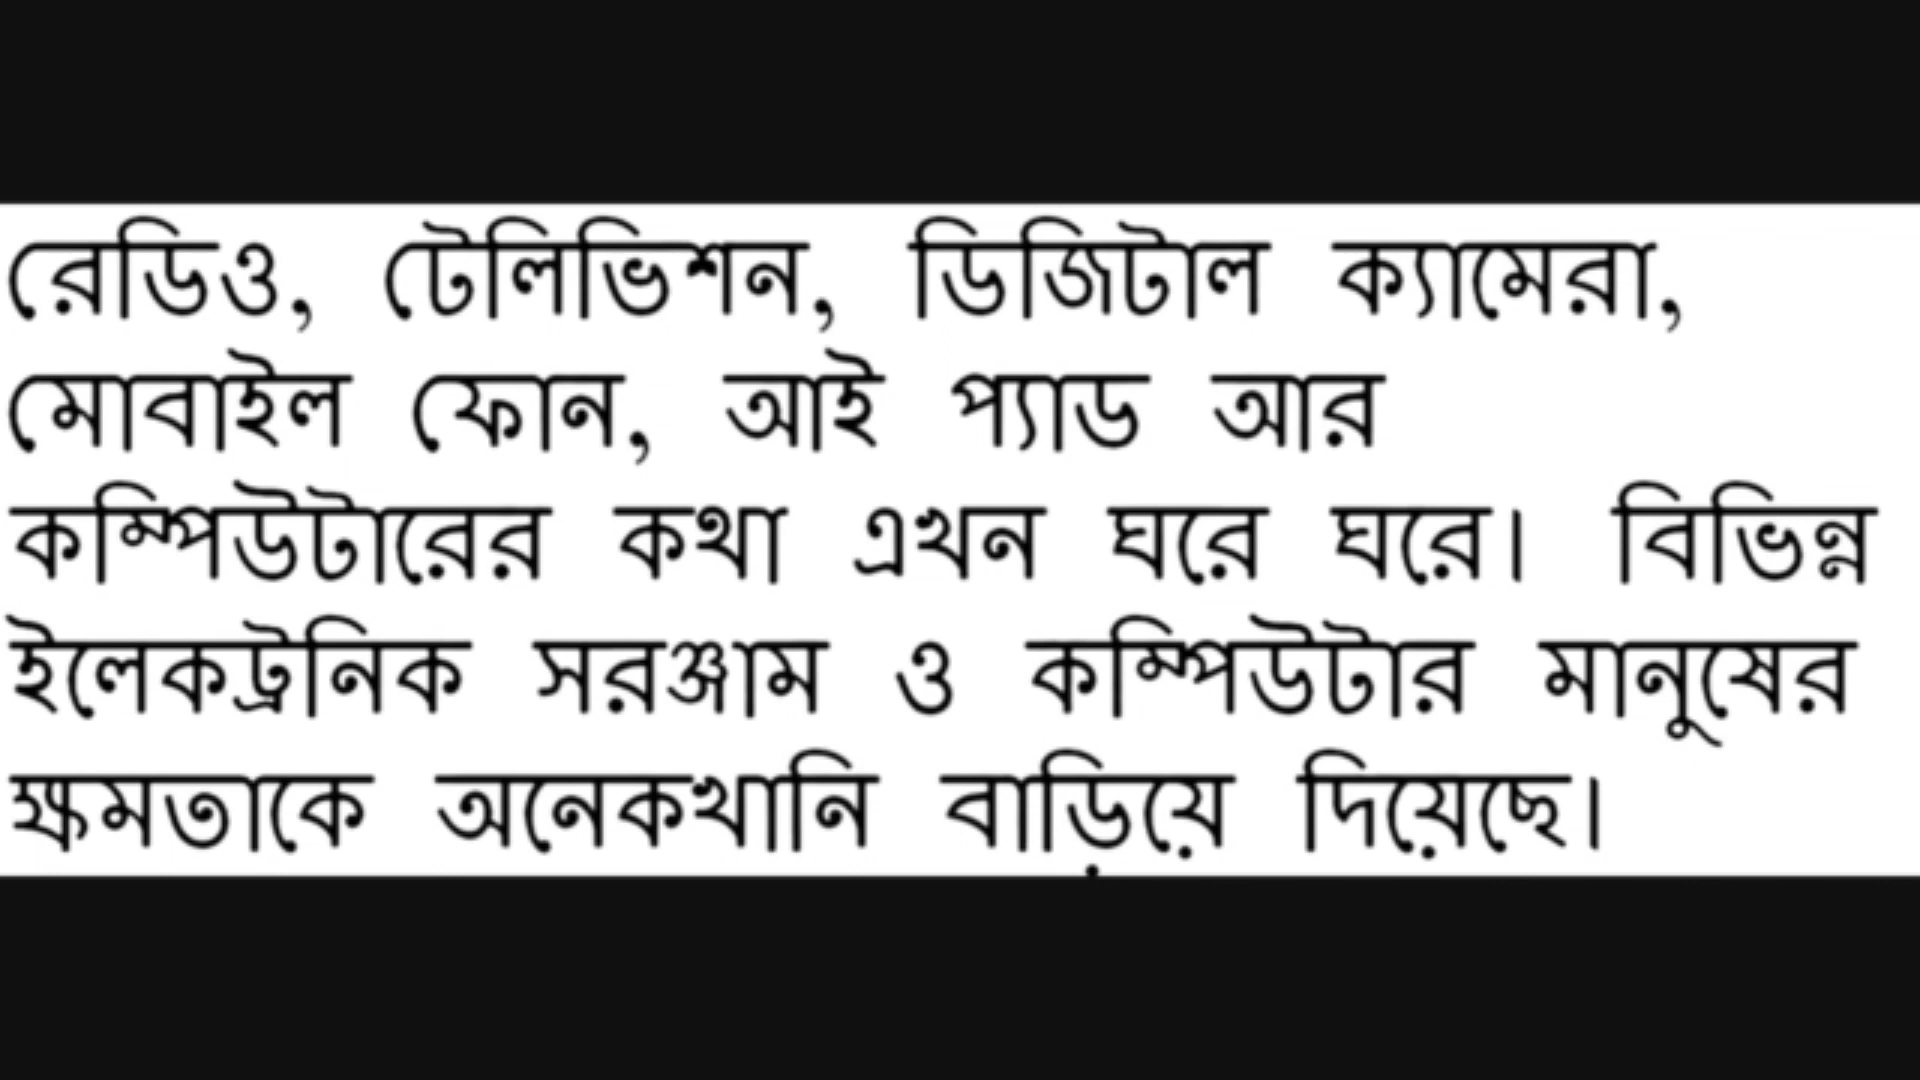 রেডিও, টেলিভিশন, ডিজিটাল ক্যামেরা,
মোবাইল ফোন, আই প্যাড আর
কম্পিউটারের কথা এখন ঘরে ঘরে। বিভিন্ন
ইলেকট্রনিক সরঞ্জাম ও কম্পিউটার মানুষের
ক্ষমতাকে অনেকখানি বাড়িয়ে দিয়েছে।